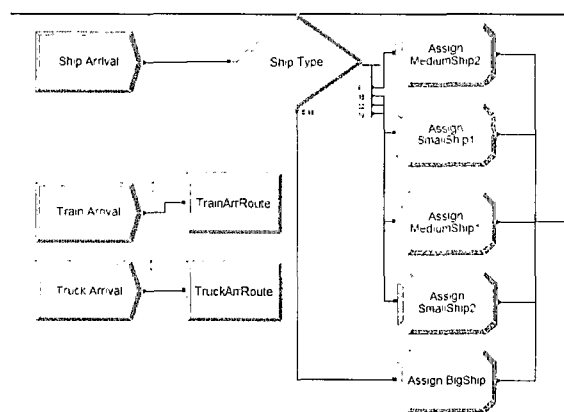 Ship Arrival
Ship Type
Assign
MediumShip2
Assign
SmallShip1
Train Arrival
TrainArrRoute
Assign
MediumShip1
Truck Arrival
TruckArrRoute
Assign
SmallShip2
Assign BigShip